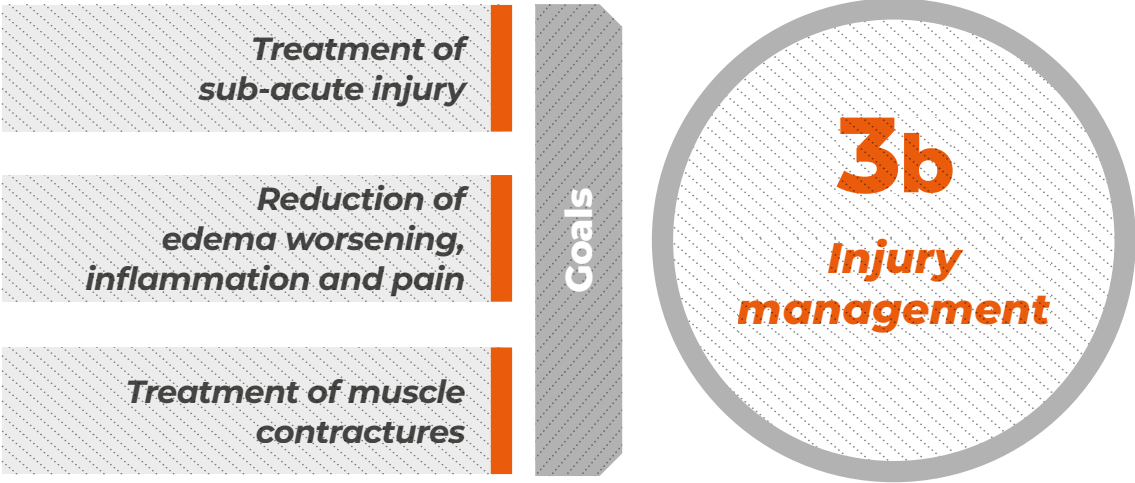 Treatment of
sub-acute injury
Reduction of
edema worsening,
inflammation and pain
Treatment of muscle
contractures
Goals
3b
Injury
management